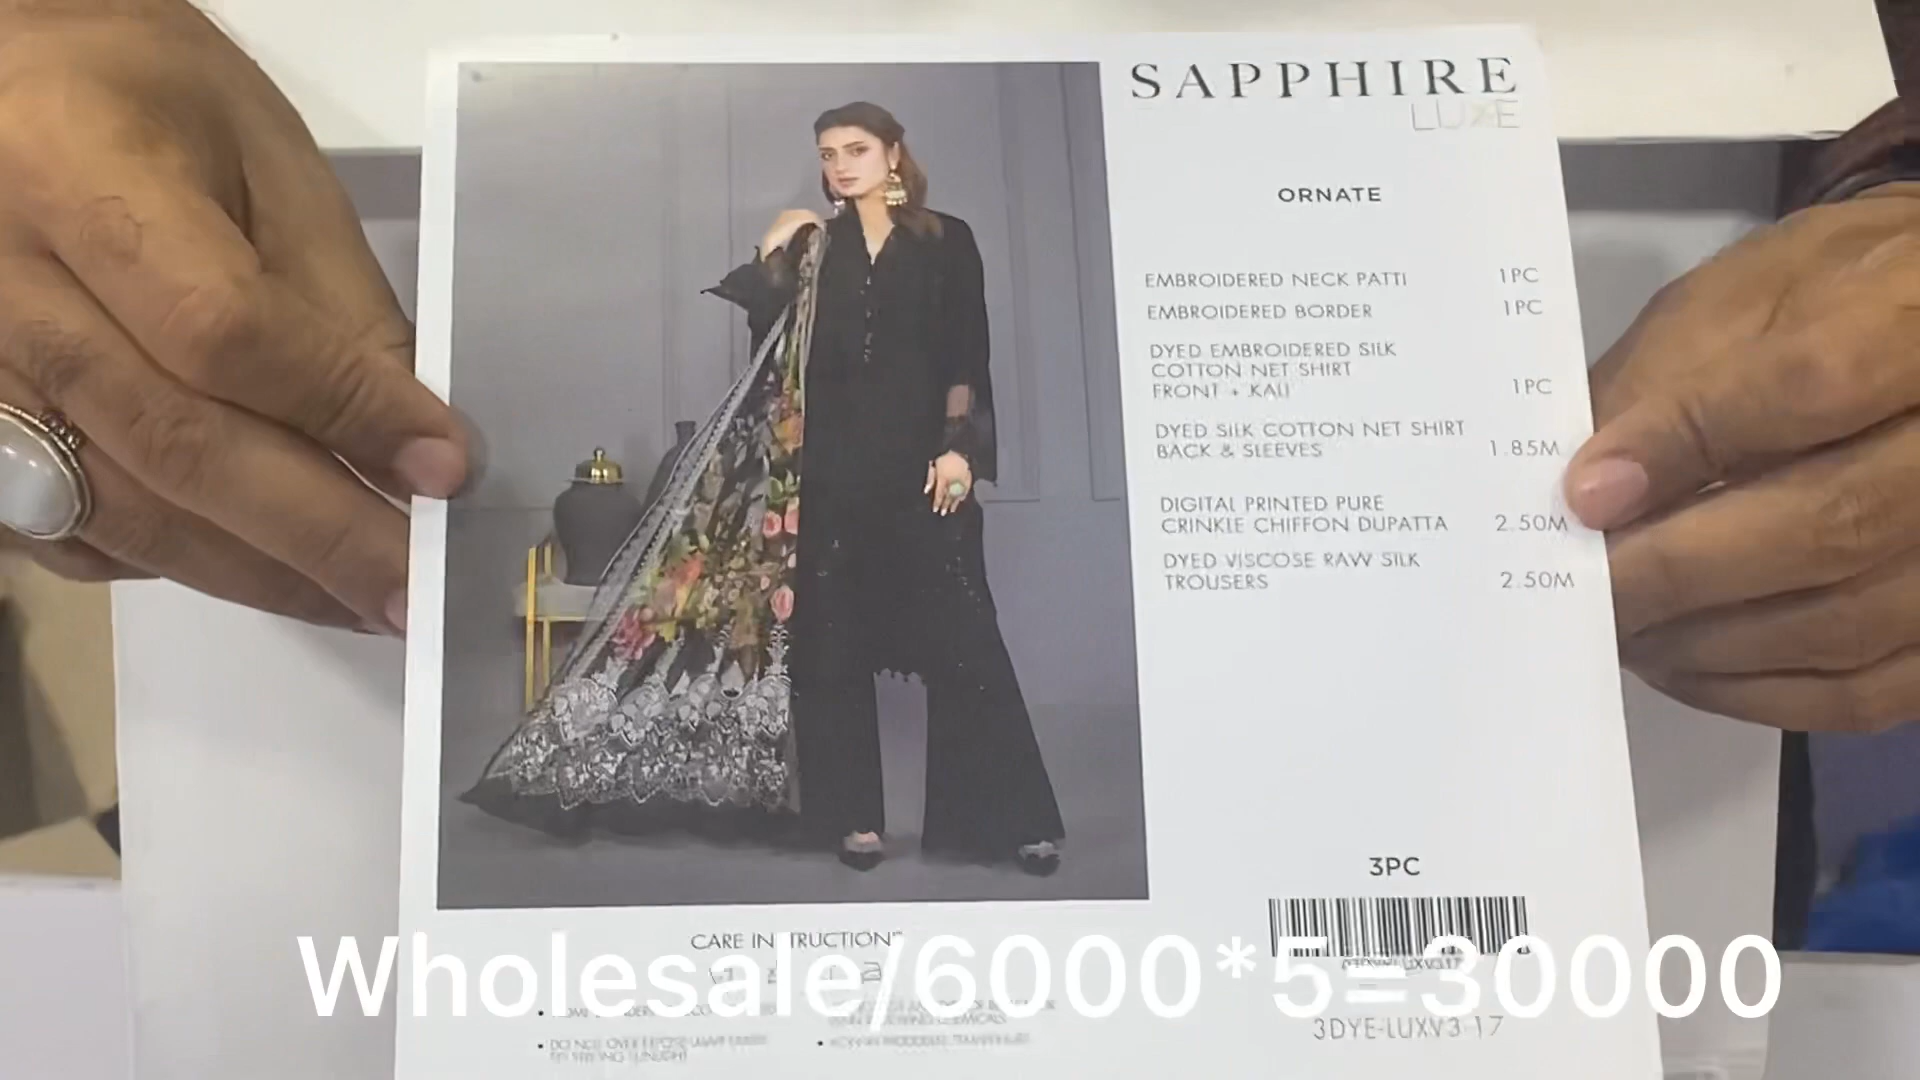 SAPPHIRE
LUXE
ORNATE
EMBROIDERED NECK PATTI 1PC
EMBROIDERED BORDER 1PC
DYED EMBROIDERED SILK
COTTON NET SHIRT
FRONT + KALI 1PC
DYED SILK COTTON NET SHIRT
BACK & SLEEVES 1.85M
DIGITAL PRINTED PURE
CRINKLE CHIFFON DUPATTA 2.50M
DYED VISCOSE RAW SILK
TROUSERS 2.50M
3PC
CARE INSTRUCTION
Wholesale/6000*5=30000
3DYE-LUXV3 17